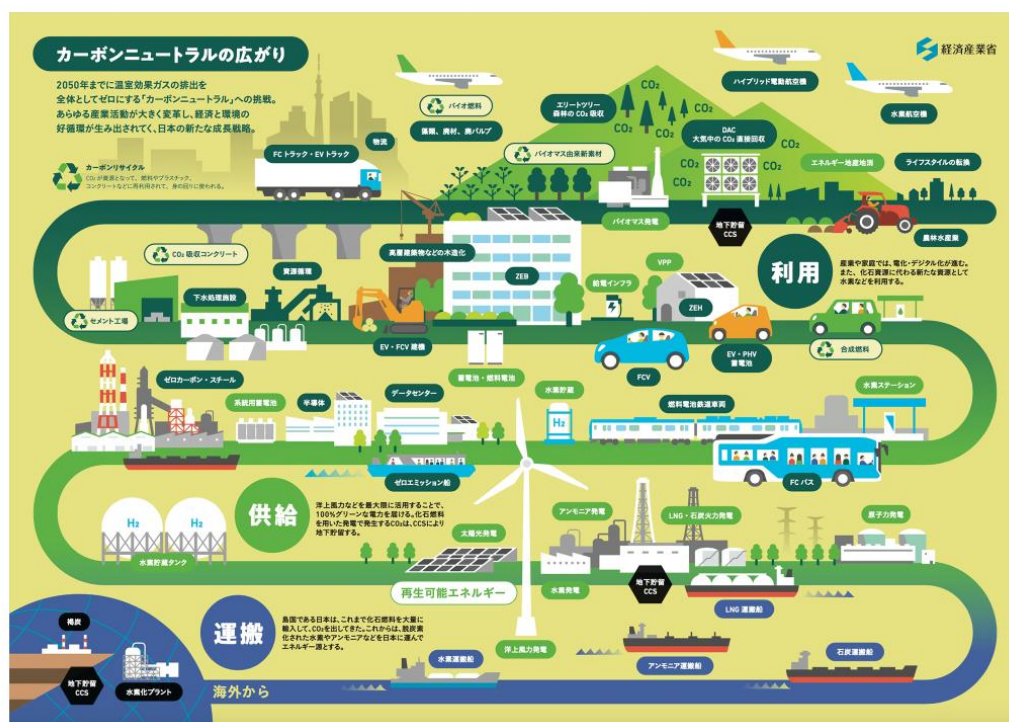 カーボンニュートラルの広がり
2050年までに温室効果ガスの排出を
全体としてゼロにする「カーボンニュートラル」への挑戦。
あらゆる産業活動が大きく変革し、経済と環境の
好循環が生み出されてく、日本の新たな成長戦略。
経済産業省
カーボンリサイクル
CO₂が資源となって、燃料やプラスチック、
コンクリートなどに再利用されて、身の回りに使われる。
物流
FCトラック・EVトラック
バイオ燃料
藻類、廃材、廃パルプ
エリートツリー
森林のCO₂吸収
CO₂
CO₂
CO₂
CO₂
CO₂
CO₂
CO₂
CO₂
ハイブリッド電動航空機
水素航空機
バイオマス由来新素材
DAC
大気中のCO₂直接回収
エネルギー地産地消
ライフスタイルの転換
バイオマス発電
地下貯留
CCS
農林水産業
CO₂吸収コンクリート
資源循環
高層建築物などの木造化
ZEB
給電インフラ
VPP
ZEH
利用
産業や家庭では、電化・デジタル化が進む。
また、化石資源に代わる新たな資源として
水素などを利用する。
セメント工場
下水処理施設
EV・FCV建機
蓄電池・燃料電池
FCV
EV・PHV
蓄電池
合成燃料
ゼロカーボン・スチール
系統用蓄電池
半導体
データセンター
水素貯蔵
H₂
燃料電池鉄道車両
水素ステーション
ゼロエミッション船
FCバス
供給
洋上風力などを最大限に活用することで、
100%グリーンな電力を届ける。化石燃料
を用いた発電で発生するCO₂は、CCSにより
地下貯留する。
H₂
H₂
水素貯蔵タンク
太陽光発電
再生可能エネルギー
アンモニア発電
LNG・石炭火力発電
原子力発電
水素発電
地下貯留
CCS
LNG運搬船
洋上風力発電
運搬
島国である日本は、これまで化石燃料を大量に
輸入して、CO₂を出してきた。これからは、脱炭素
化された水素やアンモニアなどを日本に運んで
エネルギー源とする。
褐炭
地下貯留
CCS
水素化プラント
海外から
水素運搬船
アンモニア運搬船
石炭運搬船